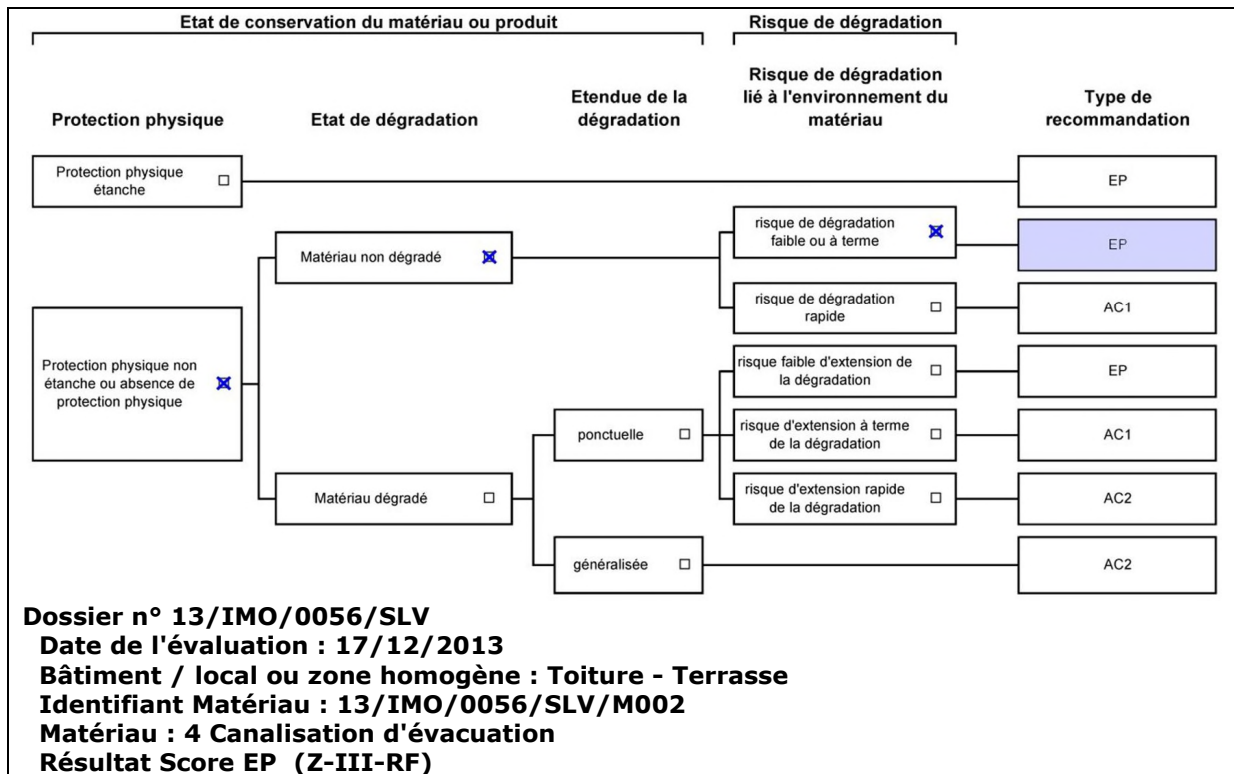 Etat de conservation du matériau ou produit
Risque de dégradation
Protection physique
Etat de dégradation
Etendue de la
dégradation
Risque de dégradation
lié à l'environnement du
matériau
Type de
recommandation
Protection physique
étanche
EP
risque de dégradation
faible ou à terme
EP
Matériau non dégradé
risque de dégradation
rapide
AC1
Protection physique non
étanche ou absence de
protection physique
risque faible d'extension de
la dégradation
EP
ponctuelle
risque d'extension à terme
de la dégradation
AC1
Matériau dégradé
risque d'extension rapide
de la dégradation
AC2
généralisée
AC2
Dossier n° 13/IMO/0056/SLV
Date de l'évaluation : 17/12/2013
Bâtiment / local ou zone homogène : Toiture - Terrasse
Identifiant Matériau : 13/IMO/0056/SLV/M002
Matériau : 4 Canalisation d'évacuation
Résultat Score EP (Z-III-RF)